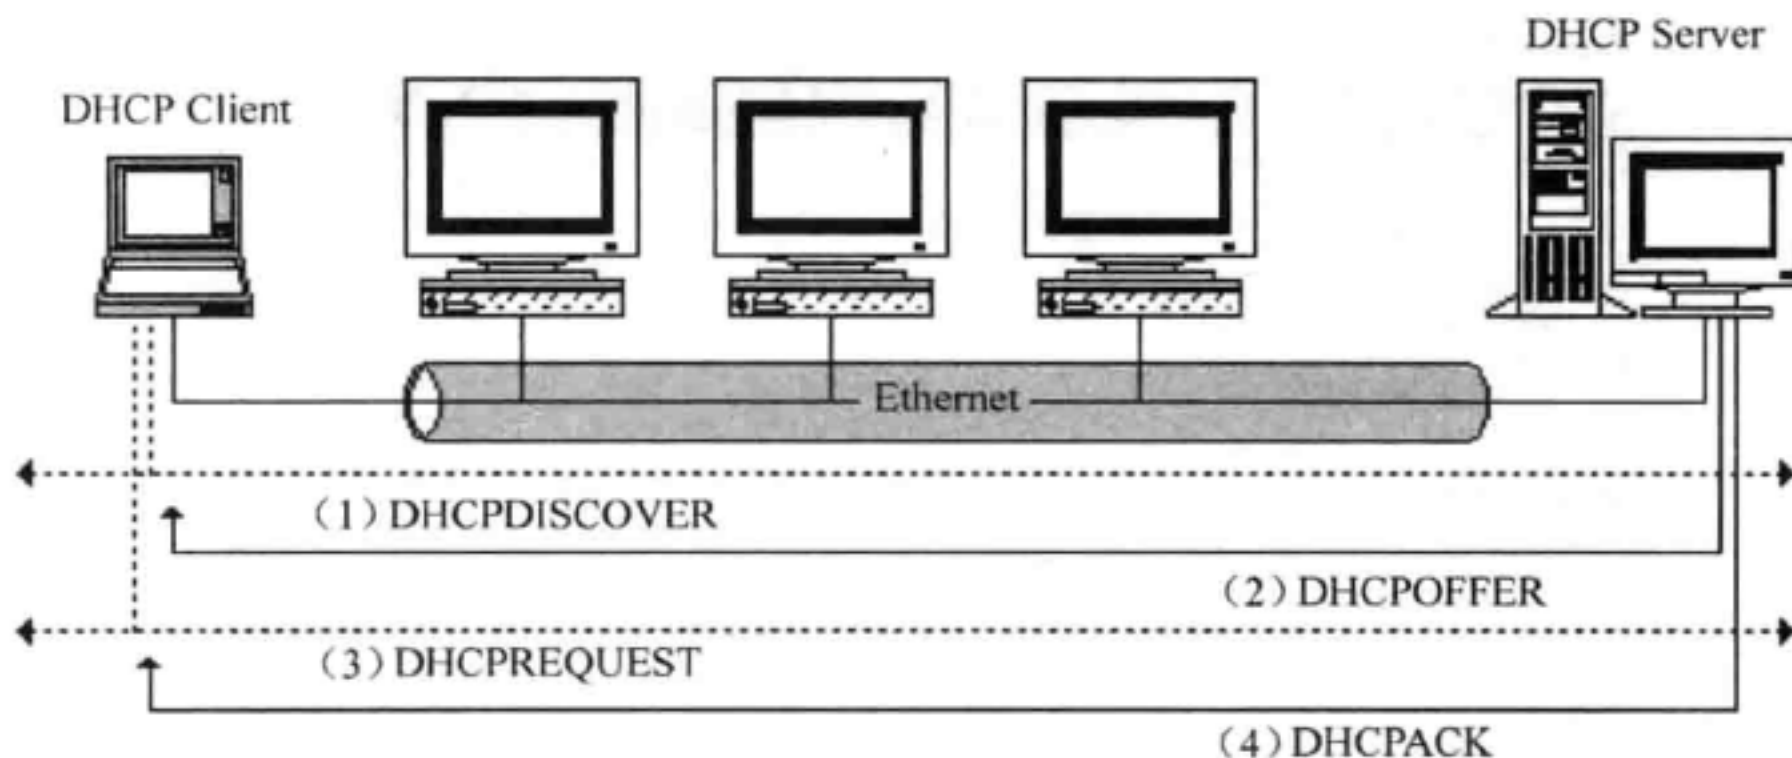 DHCP Server
DHCP Client
Ethernet
（1）DHCPDISCOVER
（2）DHCPOFFER
（3）DHCPREQUEST
（4）DHCPACK